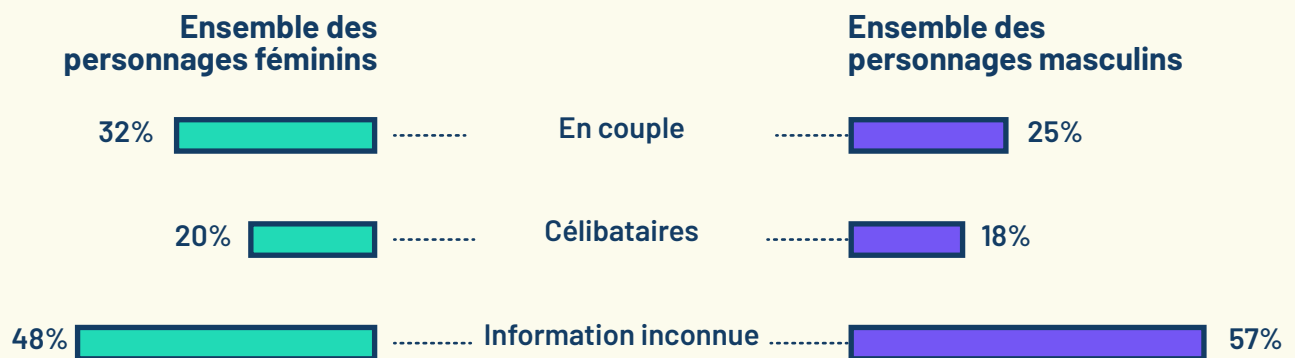 Ensemble des
personnages féminins
Ensemble des
personnages masculins
32% En couple 25%
20% Célibataires 18%
48% Information inconnue 57%